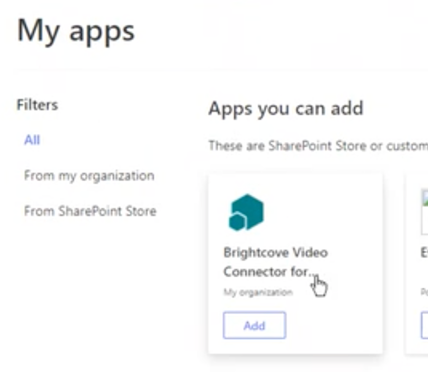 My apps
Filters
All
From my organization
From SharePoint Store
Apps you can add
These are SharePoint Store or custom
Brightcove Video
Connector for...
My organization
Add